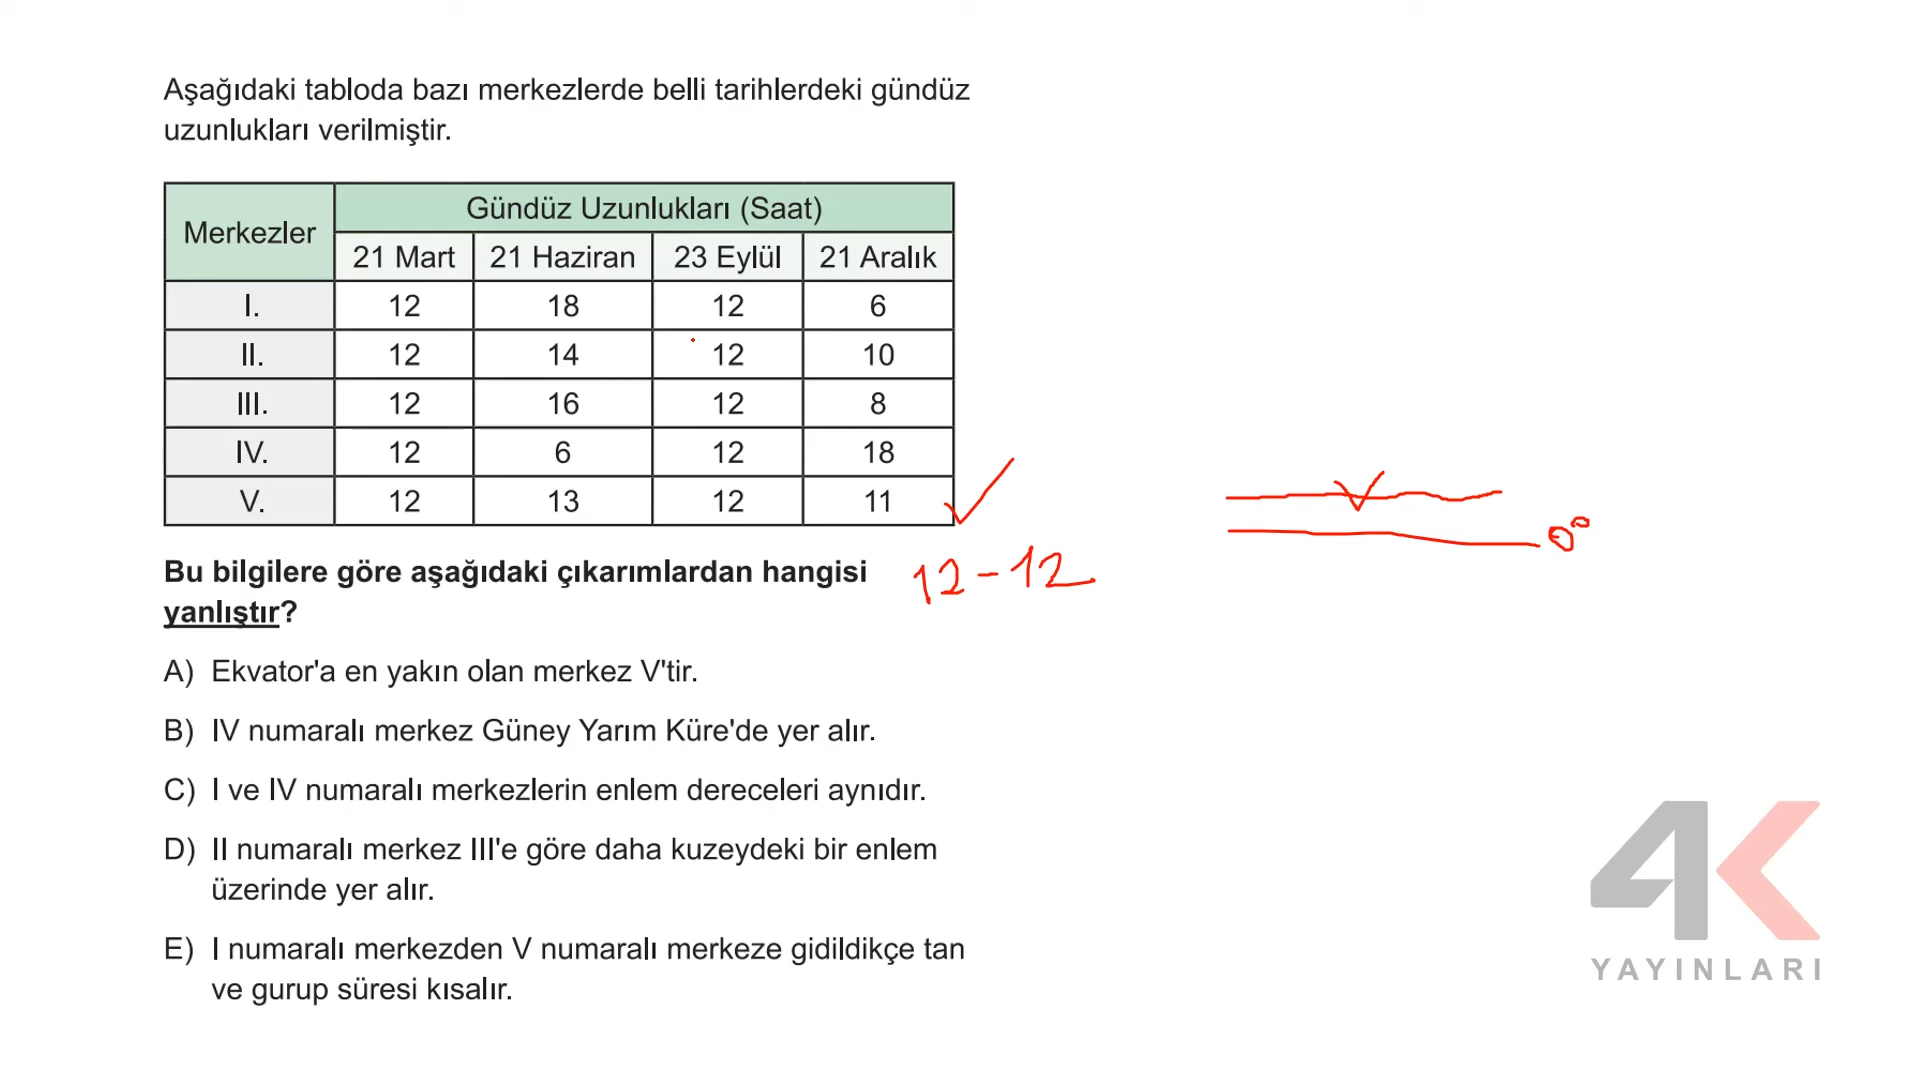 Aşağıdaki tabloda bazı merkezlerde belli tarihlerdeki gündüz
uzunlukları verilmiştir.
Merkezler
Gündüz Uzunlukları (Saat)
21 Mart 21 Haziran 23 Eylül 21 Aralık
I. 12 18 12 6
II. 12 14 12 10
III. 12 16 12 8
IV. 12 6 12 18
V. 12 13 12 11
0°
12-12
Bu bilgilere göre aşağıdaki çıkarımlardan hangisi
yanlıştır?
A) Ekvator'a en yakın olan merkez V'tir.
B) IV numaralı merkez Güney Yarım Küre'de yer alır.
C) I ve IV numaralı merkezlerin enlem dereceleri aynıdır.
D) II numaralı merkez III'e göre daha kuzeydeki bir enlem
üzerinde yer alır.
E) I numaralı merkezden V numaralı merkeze gidildikçe tan
ve gurup süresi kısalır.
4K
YAYINLARI